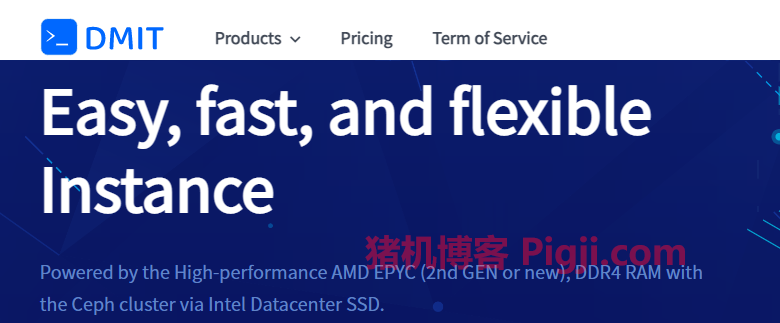 DMIT
Products
Pricing
Term of Service
Easy, fast, and flexible
Instance
猪机博客 Pigji.com
Powered by the High-performance AMD EPYC (2nd GEN or new), DDR4 RAM with
the Ceph cluster via Intel Datacenter SSD.